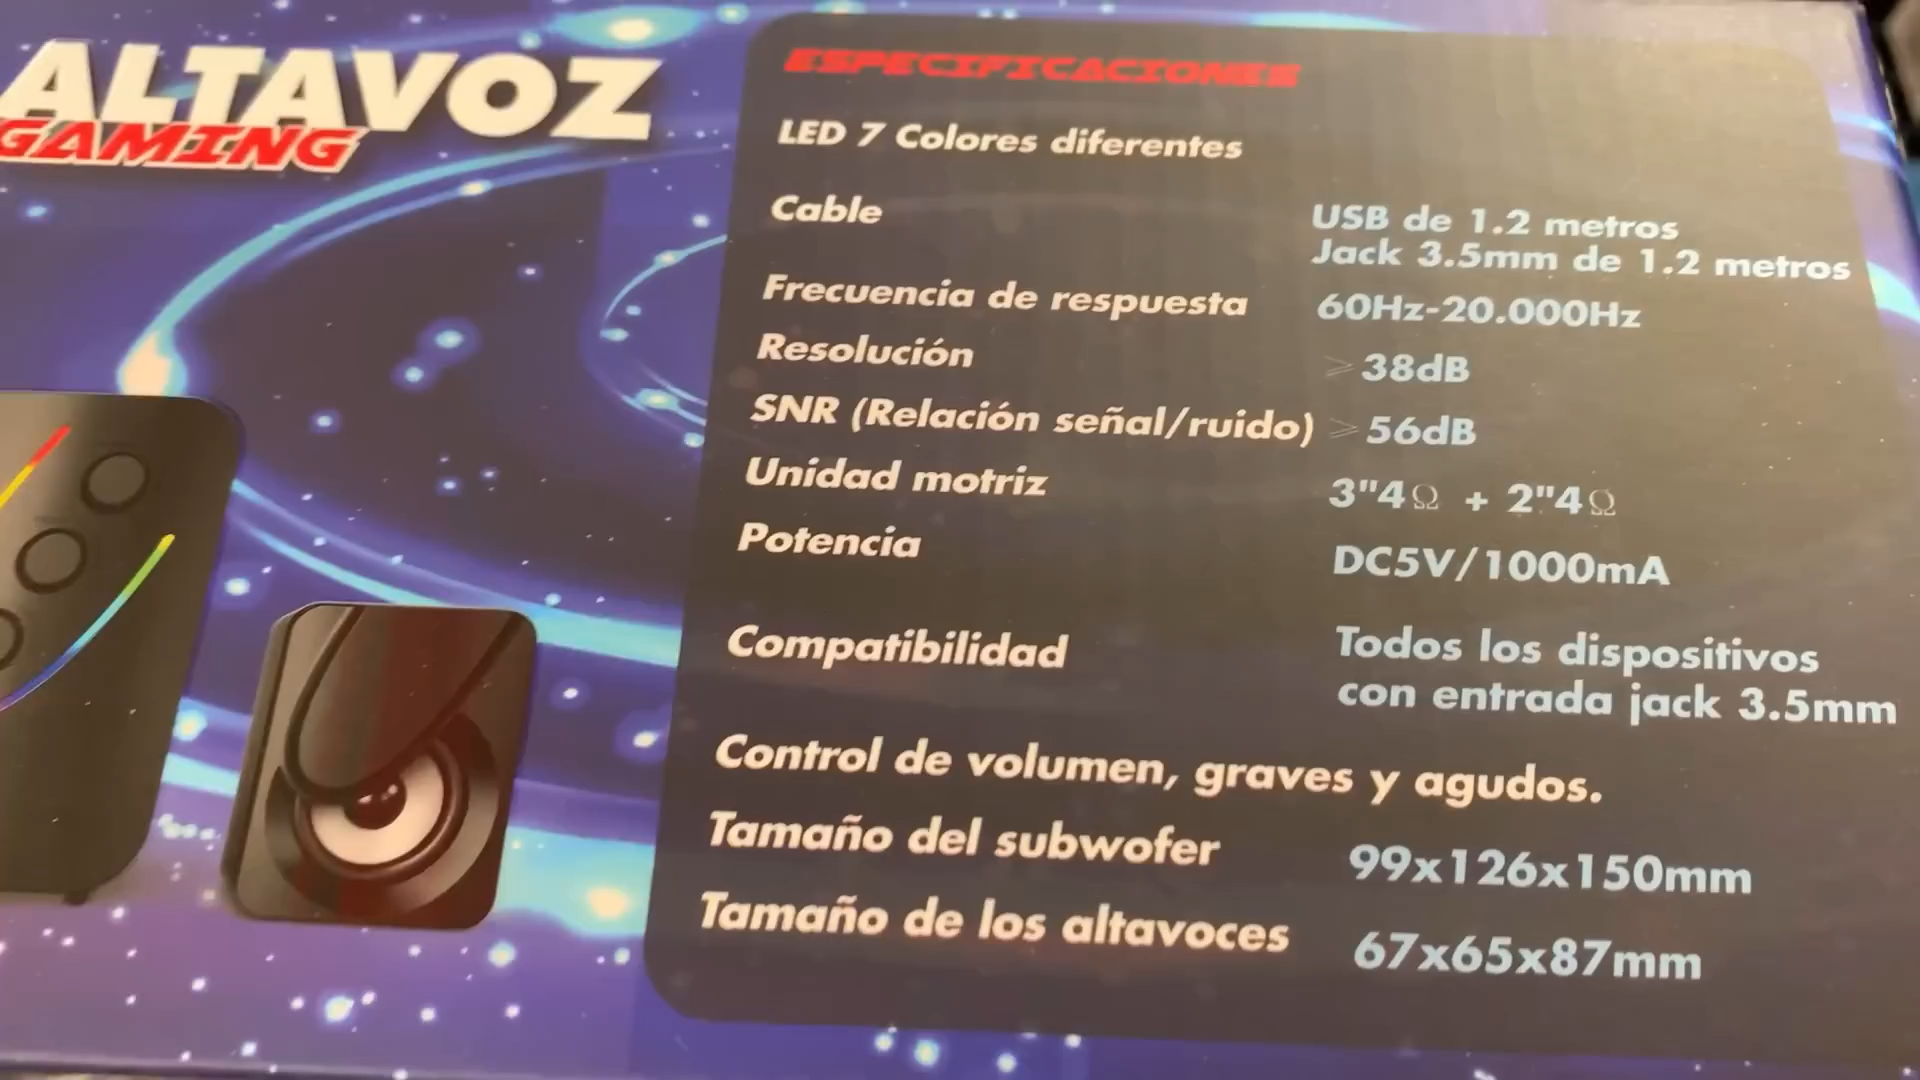 ALTAVOZ
GAMING
ESPECIFICACIONES
LED 7 Colores diferentes
Cable USB de 1.2 metros
Jack 3.5mm de 1.2 metros
Frecuencia de respuesta 60Hz-20.000Hz
Resolución ⩾ 38dB
SNR (Relación señal/ruido) ⩾ 56dB
Unidad motriz 3"4Ω + 2"4Ω
Potencia DC5V/1000mA
Compatibilidad Todos los dispositivos
con entrada jack 3.5mm
Control de volumen, graves y agudos.
Tamaño del subwofer 99x126x150mm
Tamaño de los altavoces 67x65x87mm